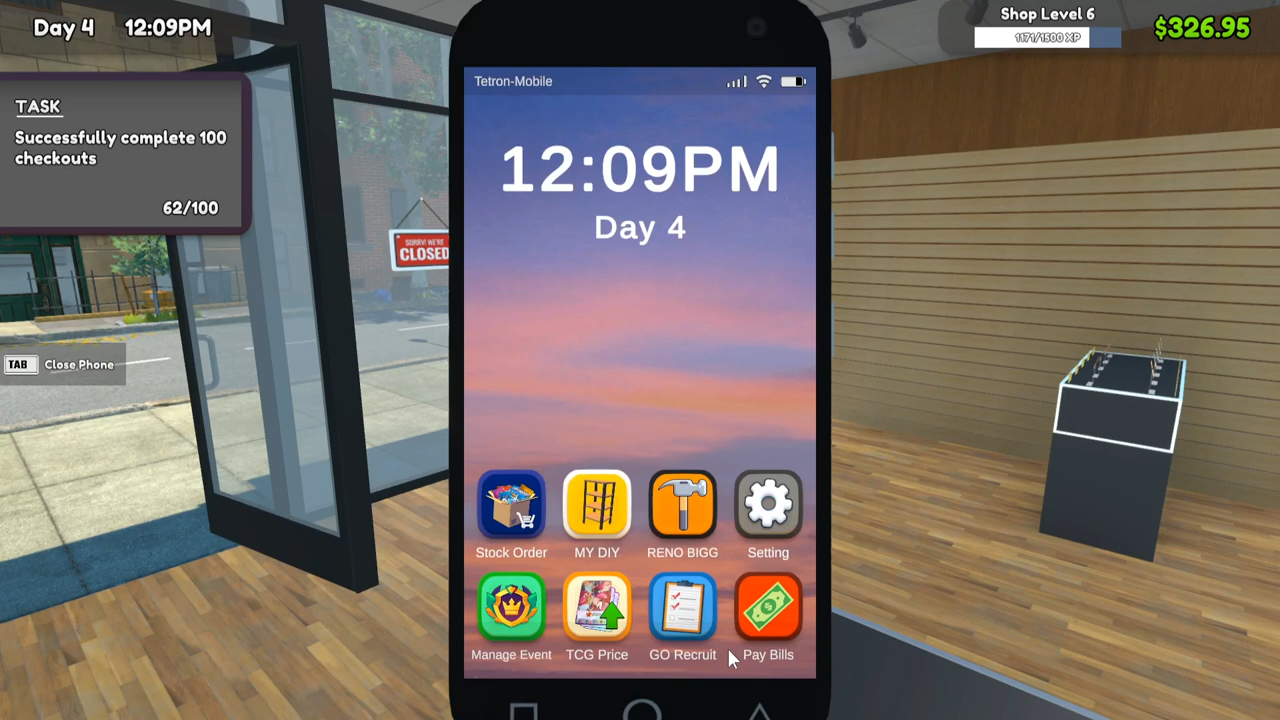 Day 4 12:09PM
TASK
Successfully complete 100
checkouts
62/100
SORRY! WE'RE
CLOSED
TAB Close Phone
Tetron-Mobile
12:09PM
Day 4
Stock Order MY DIY RENO BIGG Setting
Manage Event TCG Price GO Recruit Pay Bills
Shop Level 6
1171/1500 XP
$326.95